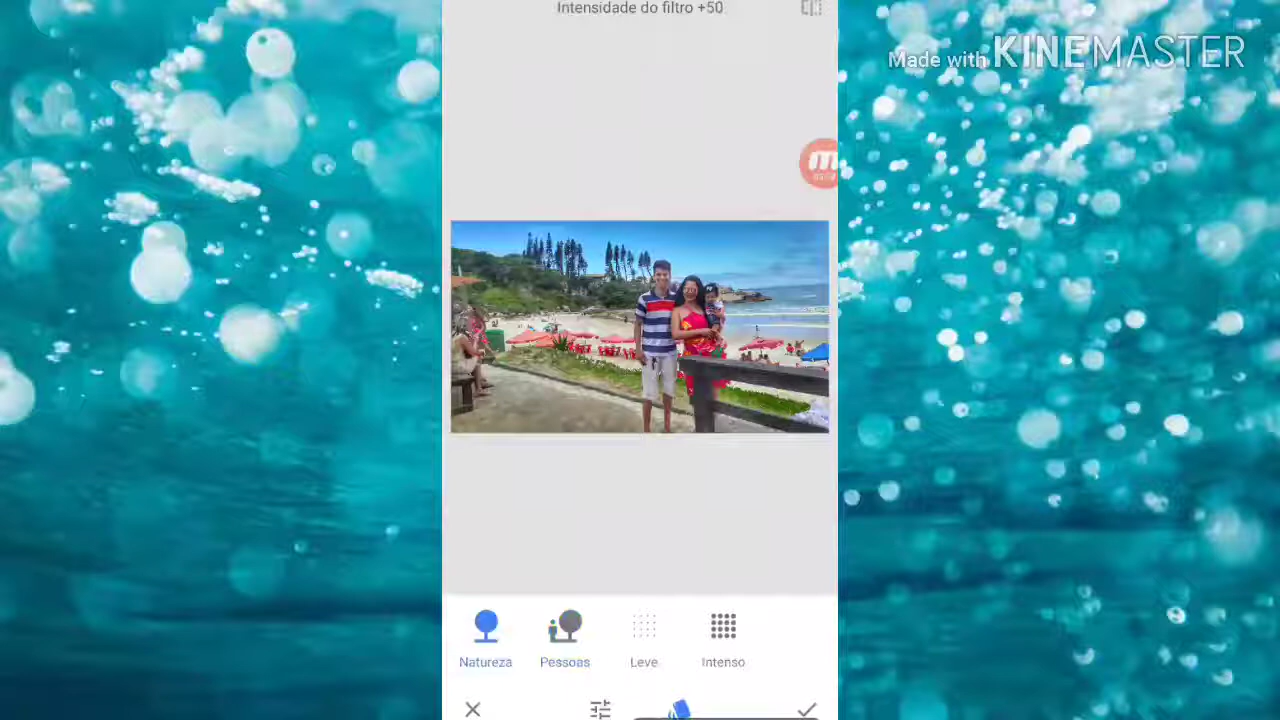 Intensidade do filtro +50
Made with KINEMASTER
Natureza
Pessoas
Leve
Intenso